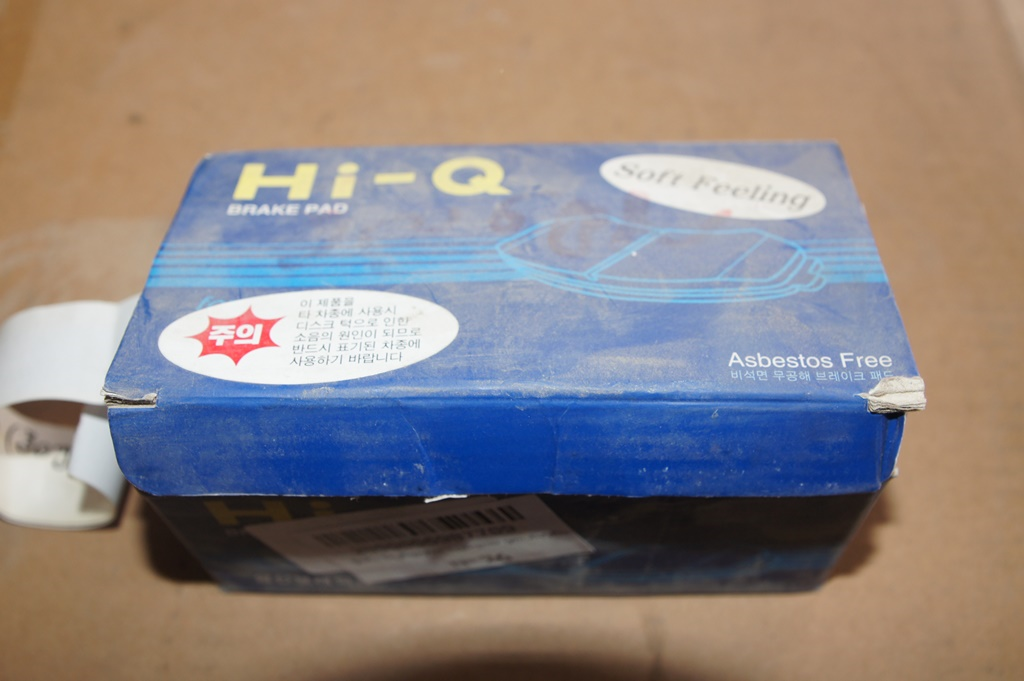 Hi-Q
BRAKE PAD
Soft Feeling
주의
이 제품을
타 차종에 사용시
디스크 턱으로 인한
소음의 원인이 되므로
반드시 표기된 차종에
사용하기 바랍니다
Asbestos Free
비석면 무공해 브레이크 패드
Hi-